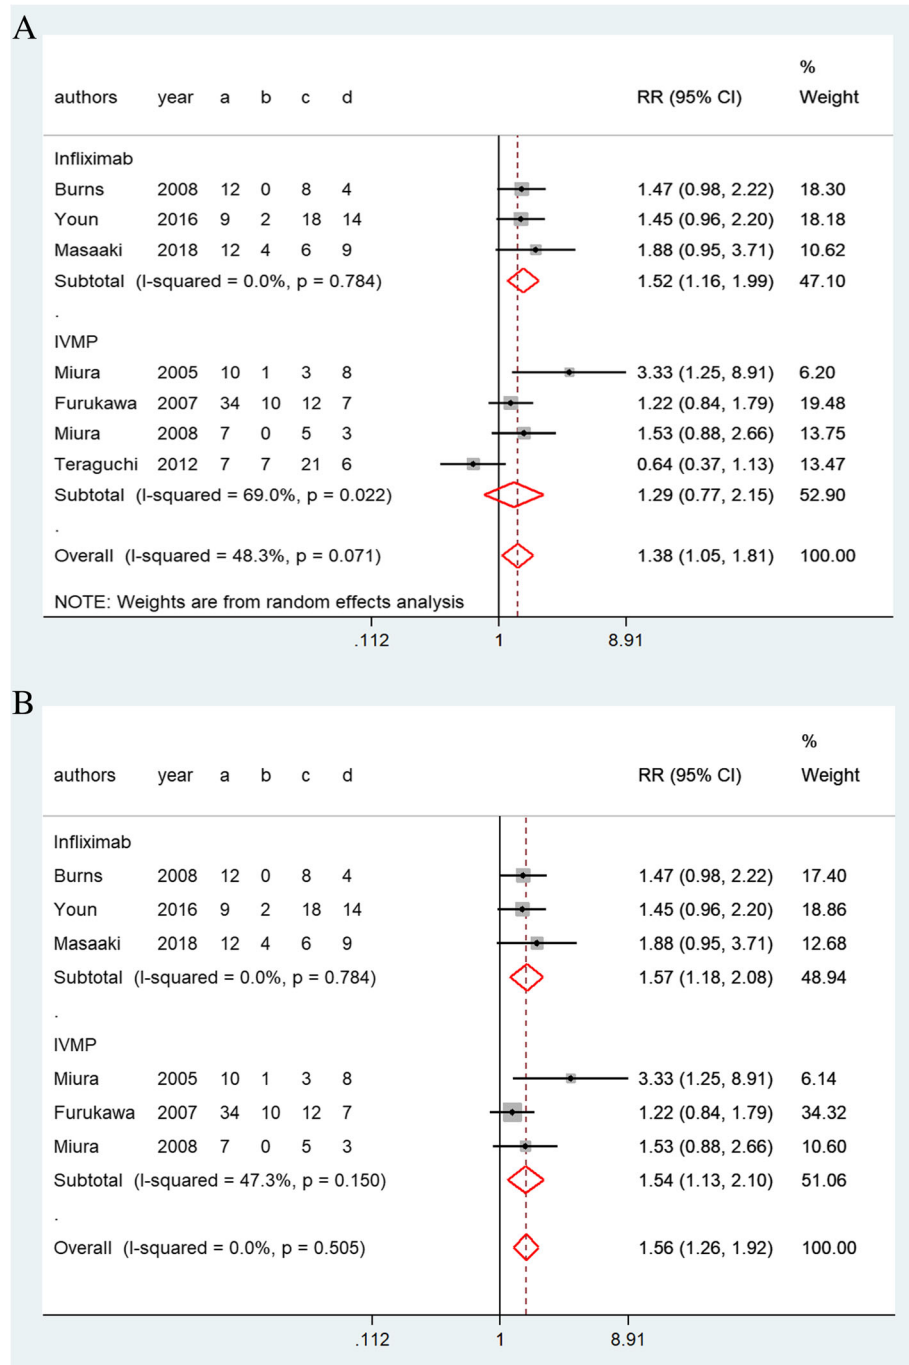 A
%
authors year a b c d RR (95% CI) Weight
Infliximab
Burns 2008 12 0 8 4 1.47 (0.98, 2.22) 18.30
Youn 2016 9 2 18 14 1.45 (0.96, 2.20) 18.18
Masaaki 2018 12 4 6 9 1.88 (0.95, 3.71) 10.62
Subtotal (I-squared = 0.0%, p = 0.784) 1.52 (1.16, 1.99) 47.10
.
IVMP
Miura 2005 10 1 3 8 3.33 (1.25, 8.91) 6.20
Furukawa 2007 34 10 12 7 1.22 (0.84, 1.79) 19.48
Miura 2008 7 0 5 3 1.53 (0.88, 2.66) 13.75
Teraguchi 2012 7 7 21 6 0.64 (0.37, 1.13) 13.47
Subtotal (I-squared = 69.0%, p = 0.022) 1.29 (0.77, 2.15) 52.90
.
Overall (I-squared = 48.3%, p = 0.071) 1.38 (1.05, 1.81) 100.00
NOTE: Weights are from random effects analysis
.112 1 8.91
B
%
authors year a b c d RR (95% CI) Weight
Infliximab
Burns 2008 12 0 8 4 1.47 (0.98, 2.22) 17.40
Youn 2016 9 2 18 14 1.45 (0.96, 2.20) 18.86
Masaaki 2018 12 4 6 9 1.88 (0.95, 3.71) 12.68
Subtotal (I-squared = 0.0%, p = 0.784) 1.57 (1.18, 2.08) 48.94
.
IVMP
Miura 2005 10 1 3 8 3.33 (1.25, 8.91) 6.14
Furukawa 2007 34 10 12 7 1.22 (0.84, 1.79) 34.32
Miura 2008 7 0 5 3 1.53 (0.88, 2.66) 10.60
Subtotal (I-squared = 47.3%, p = 0.150) 1.54 (1.13, 2.10) 51.06
.
Overall (I-squared = 0.0%, p = 0.505) 1.56 (1.26, 1.92) 100.00
.112 1 8.91